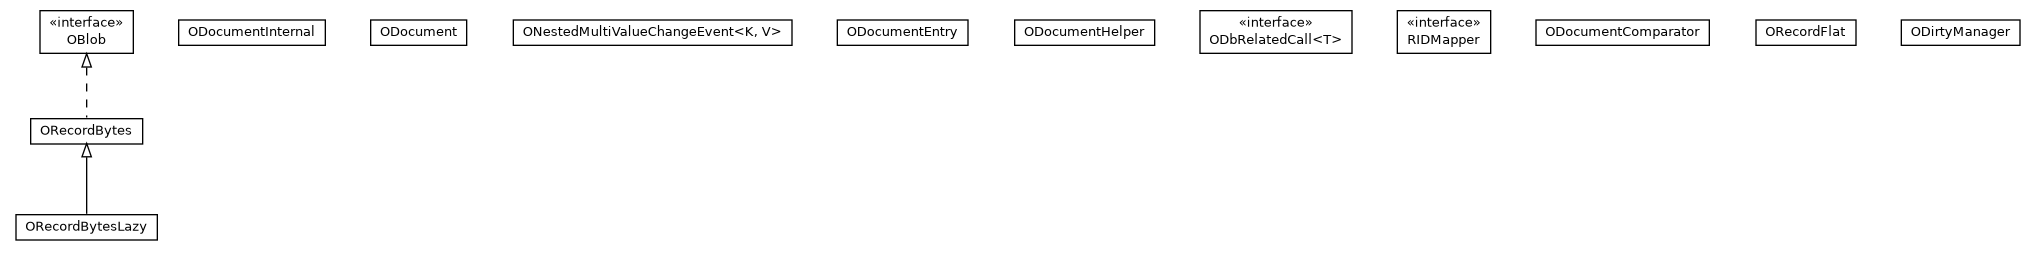 «interface»
OBlob
ODocumentInternal
ODocument
ONestedMultiValueChangeEvent<K, V>
ODocumentEntry
ODocumentHelper
«interface»
ODbRelatedCall<T>
«interface»
RIDMapper
ODocumentComparator
ORecordFlat
ODirtyManager
ORecordBytes
ORecordBytesLazy